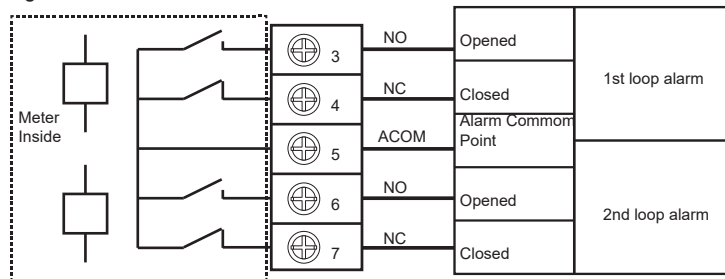 3 NO Opened
1st loop alarm
4 NC Closed
Meter
Inside
5 ACOM Alarm Commom
Point
6 NO Opened
2nd loop alarm
7 NC Closed